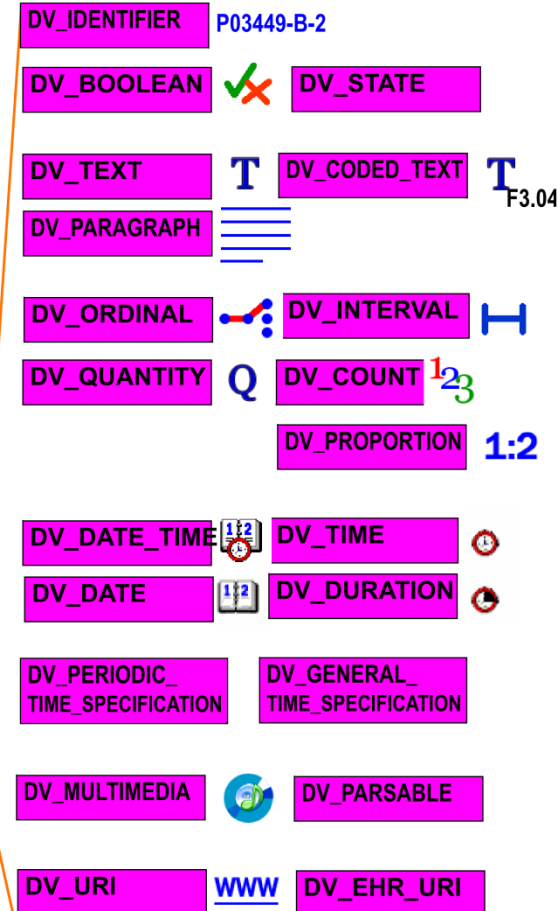 DV_IDENTIFIER P03449-B-2
DV_BOOLEAN DV_STATE
DV_TEXT T DV_CODED_TEXT T
F3.04
DV_PARAGRAPH
DV_ORDINAL DV_INTERVAL
DV_QUANTITY Q DV_COUNT 123
DV_PROPORTION 1:2
DV_DATE_TIME 1 2 DV_TIME
DV_DATE 1 2 DV_DURATION
DV_PERIODIC_ DV_GENERAL_
TIME_SPECIFICATION TIME_SPECIFICATION
DV_MULTIMEDIA DV_PARSABLE
DV_URI www DV_EHR_URI